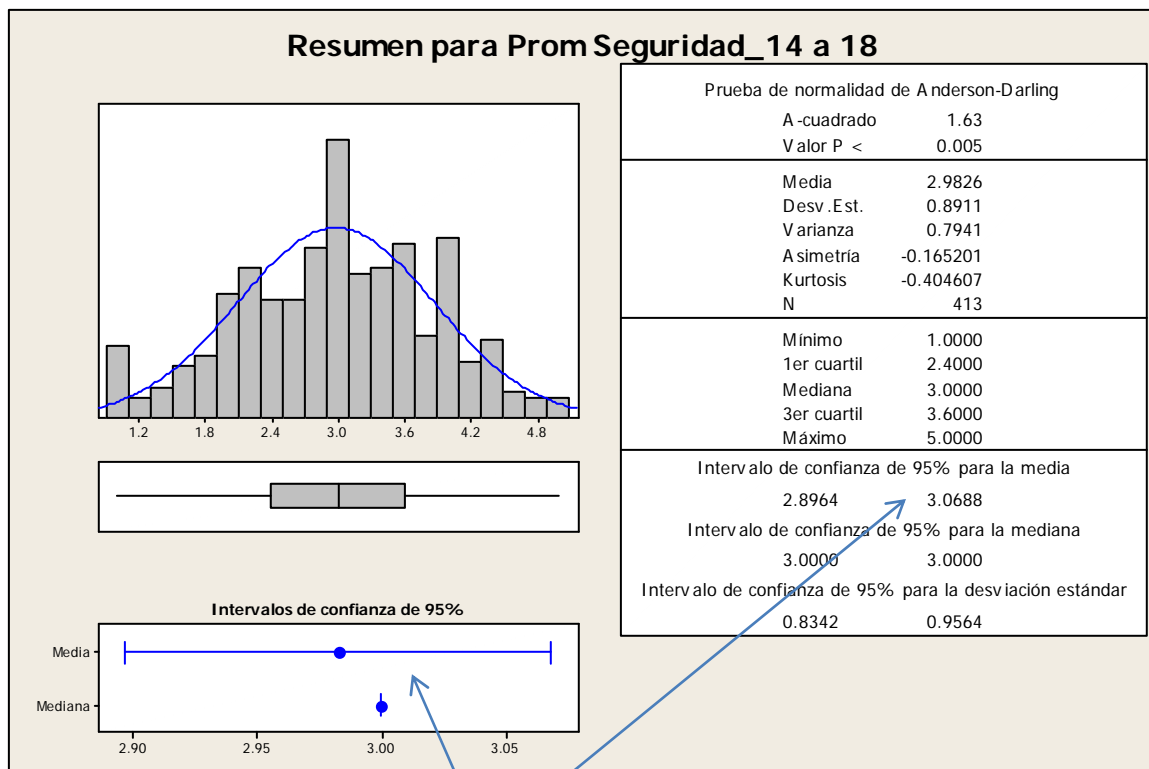 Resumen para Prom Seguridad_14 a 18
1.2 1.8 2.4 3.0 3.6 4.2 4.8
Intervalos de confianza de 95%
Media
Mediana
2.90 2.95 3.00 3.05
Prueba de normalidad de Anderson-Darling
A-cuadrado 1.63
Valor P < 0.005
Media 2.9826
Desv.Est. 0.8911
Varianza 0.7941
Asimetría -0.165201
Kurtosis -0.404607
N 413
Mínimo 1.0000
1er cuartil 2.4000
Mediana 3.0000
3er cuartil 3.6000
Máximo 5.0000
Intervalo de confianza de 95% para la media
2.8964 3.0688
Intervalo de confianza de 95% para la mediana
3.0000 3.0000
Intervalo de confianza de 95% para la desviación estándar
0.8342 0.9564